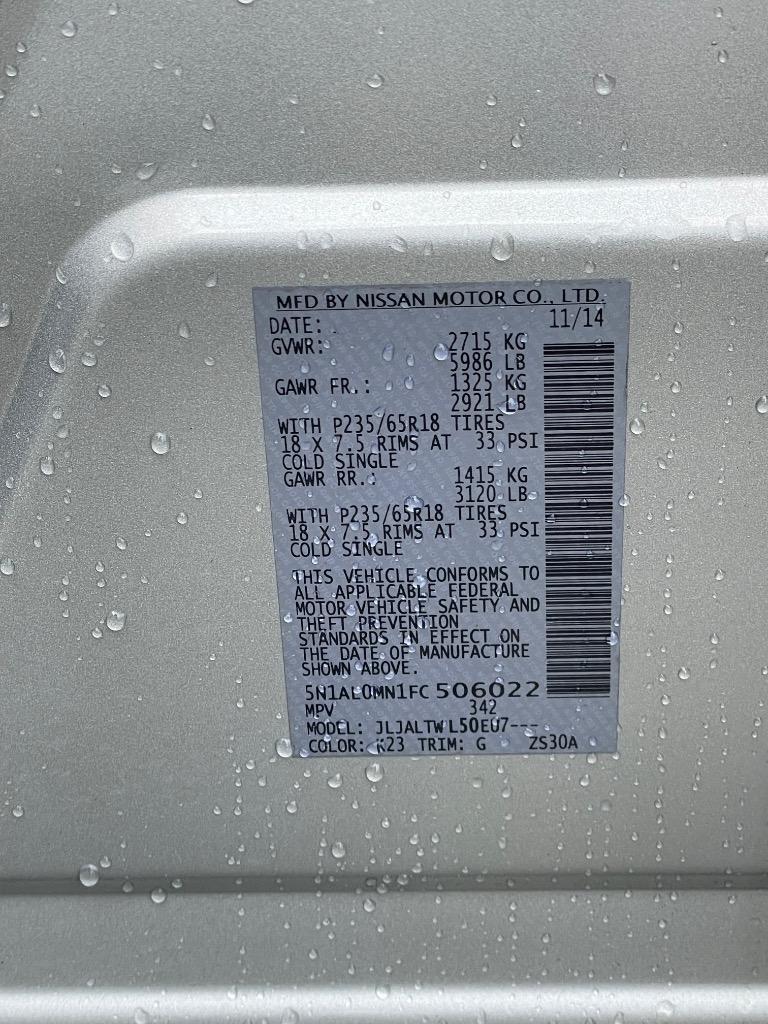 MFD BY NISSAN MOTOR CO., LTD.
DATE: 11/14
GVWR: 2715 KG
5986 LB
GAWR FR.: 1325 KG
2921 LB
WITH P235/65R18 TIRES
18 X 7.5 RIMS AT 33 PSI
COLD SINGLE
GAWR RR.: 1415 KG
3120 LB
WITH P235/65R18 TIRES
18 X 7.5 RIMS AT 33 PSI
COLD SINGLE
THIS VEHICLE CONFORMS TO
ALL APPLICABLE FEDERAL
MOTOR VEHICLE SAFETY AND
THEFT PREVENTION
STANDARDS IN EFFECT ON
THE DATE OF MANUFACTURE
SHOWN ABOVE.
5N1AL0MN1FC506022
MPV 342
MODEL: JLJALTWL50EU7---
COLOR: K23 TRIM: G ZS30A